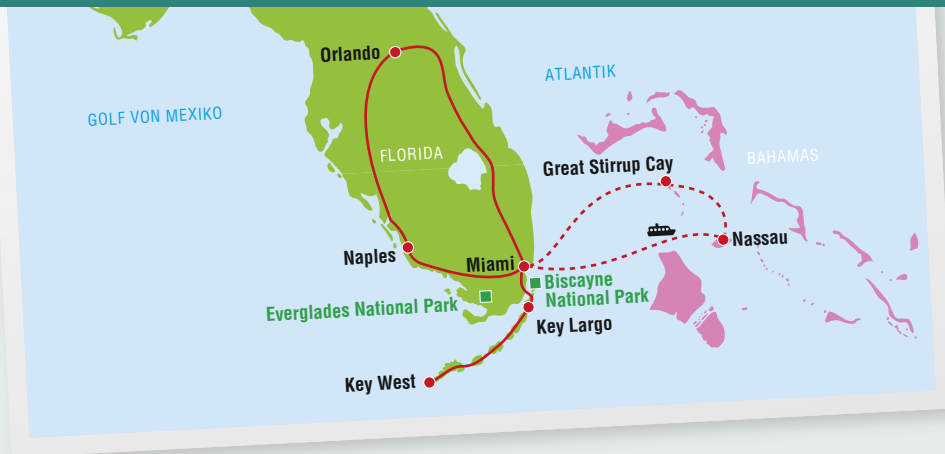 Orlando
ATLANTIK
GOLF VON MEXIKO
FLORIDA
Great Stirrup Cay
BAHAMAS
Naples
Miami
Nassau
Biscayne
National Park
Everglades National Park
Key Largo
Key West